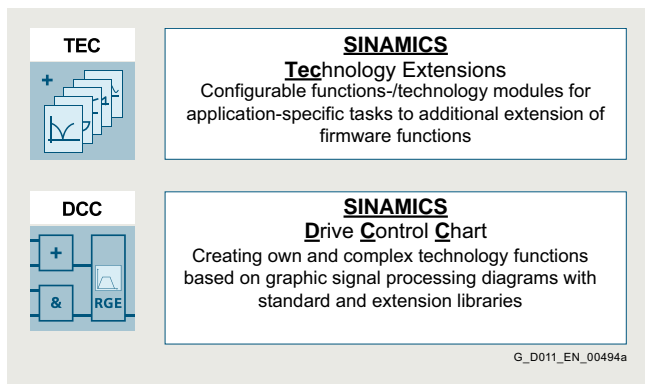 TEC
+
SINAMICS
Technology Extensions
Configurable functions-/technology modules for
application-specific tasks to additional extension of
firmware functions
DCC
+
&
RGE
SINAMICS
Drive Control Chart
Creating own and complex technology functions
based on graphic signal processing diagrams with
standard and extension libraries
G_D011_EN_00494a